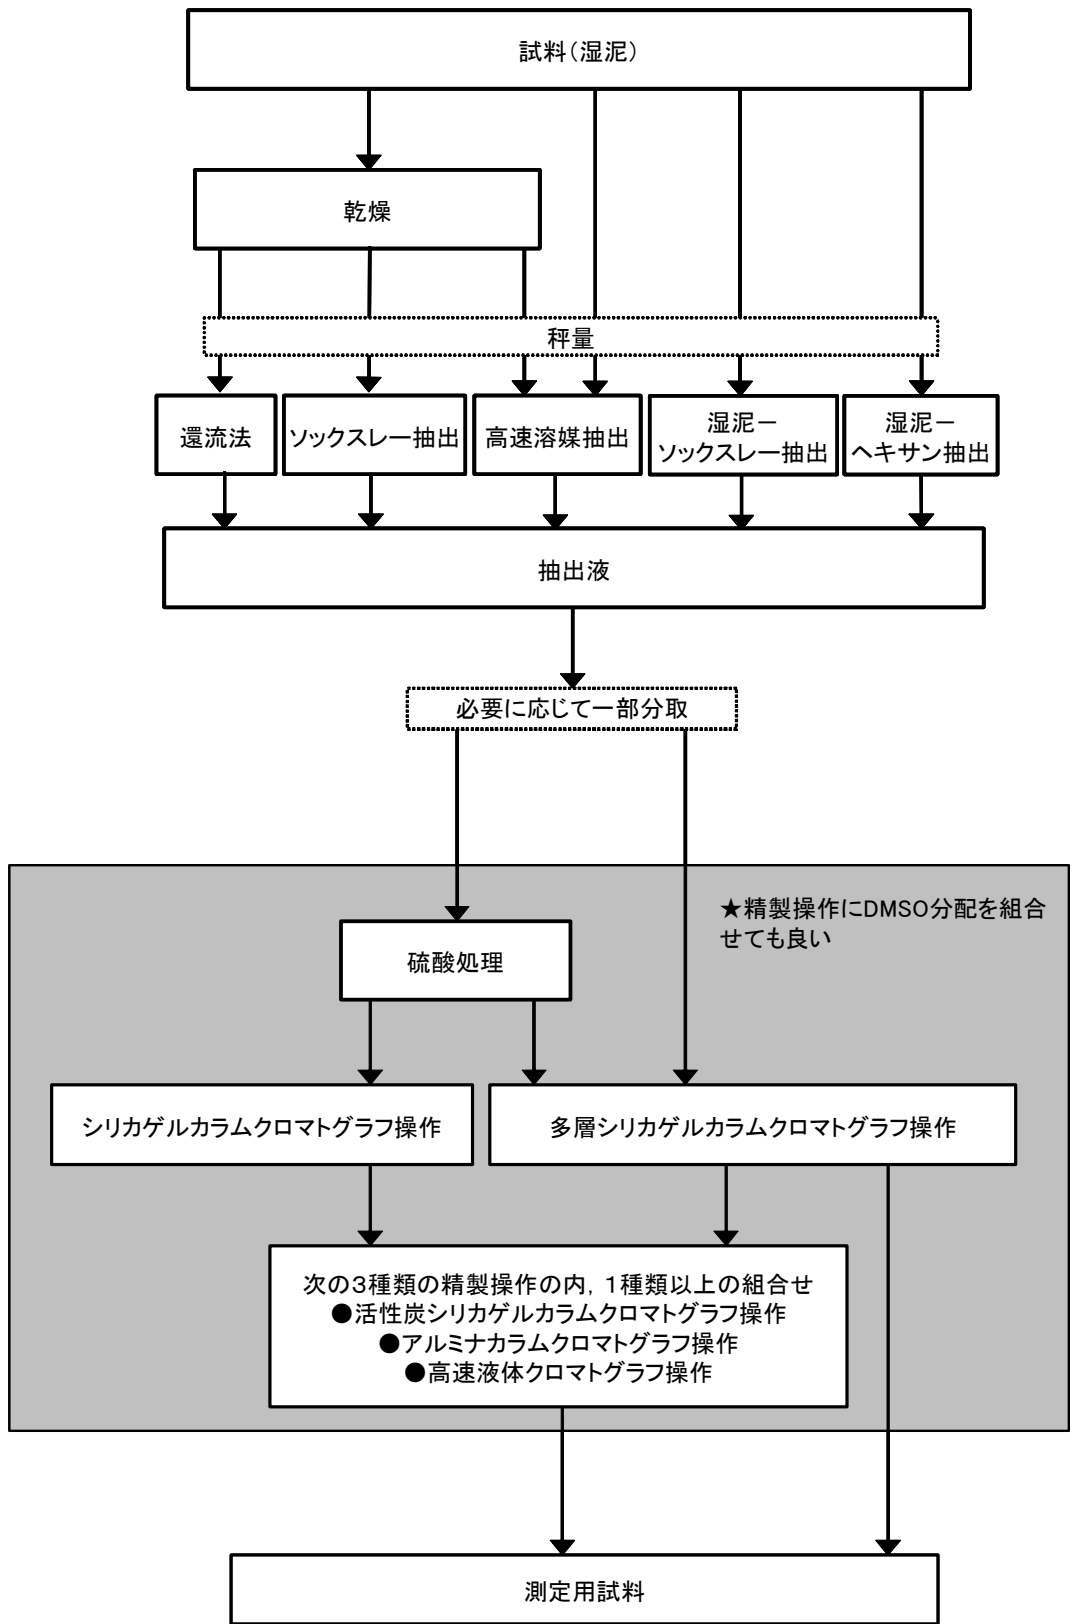 試料（湿泥）
乾燥
秤量
還流法
ソックスレー抽出
高速溶媒抽出
湿泥－
ソックスレー抽出
湿泥－
ヘキサン抽出
抽出液
必要に応じて一部分取
★精製操作にDMSO分配を組合
せても良い
硫酸処理
シリカゲルカラムクロマトグラフ操作
多層シリカゲルカラムクロマトグラフ操作
次の３種類の精製操作の内，１種類以上の組合せ
●活性炭シリカゲルカラムクロマトグラフ操作
●アルミナカラムクロマトグラフ操作
●高速液体クロマトグラフ操作
測定用試料